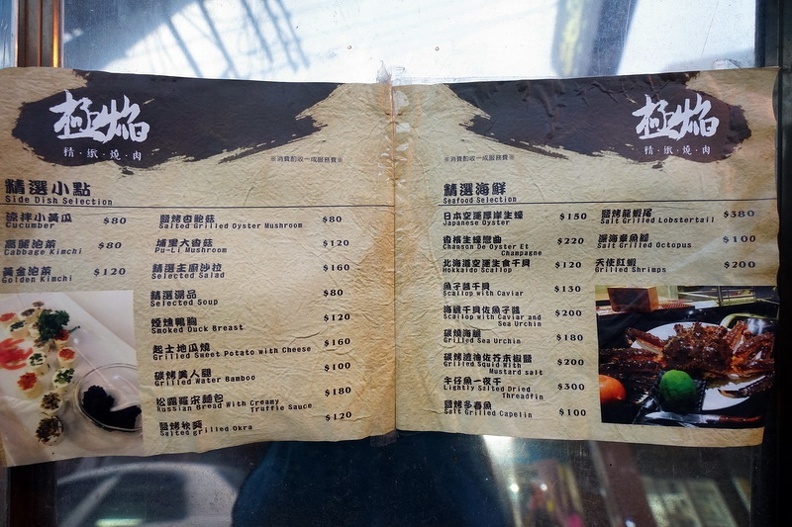 極焰
精·緻·燒·肉
※消費酌收一成服務費※
精選小點
Side Dish Selection
涼拌小黃瓜 $80
Cucumber
高麗泡菜 $80
Cabbage Kimchi
黃金泡菜 $120
Golden Kimchi
鹽烤杏鮑菇 $80
Salted Grilled Oyster Mushroom
埔里大香菇 $120
Pu-Li Mushroom
精選主廚沙拉 $160
Selected Salad
精選湯品 $80
Selected Soup
煙燻鴨胸 $120
Smoked Duck Breast
起士地瓜燒 $160
Grilled Sweet Potato with Cheese
碳烤美人腿 $100
Grilled Water Bamboo
松露羅宋麵包 $180
Russian Bread With Creamy
Truffle Sauce
鹽烤秋葵 $120
Salted grilled Okra
極焰
精·緻·燒·肉
※消費酌收一成服務費※
精選海鮮
Seafood Selection
日本空運厚岸生蠔 $150
Japanese Oyster
香檳生蠔戀曲 $220
Chanson De Oyster Et
Champagne
北海道空運生食干貝 $120
Hokkaido Scallop
魚子醬干貝 $130
Scallop with Caviar
海膽干貝佐魚子醬 $200
Scallop with Caviar and
Sea Urchin
碳燒海膽 $180
Grilled Sea Urchin
碳烤透抽佐芥末椒鹽 $200
Grilled Squid With
Mustard salt
午仔魚一夜干 $300
Lightly Salted Dried
Threadfin
鹽烤多春魚 $100
Salt Grilled Capelin
鹽烤龍蝦尾 $380
Salt Grilled Lobstertail
深海章魚腳 $100
Salt Grilled Octopus
天使紅蝦 $200
Grilled Shrimps